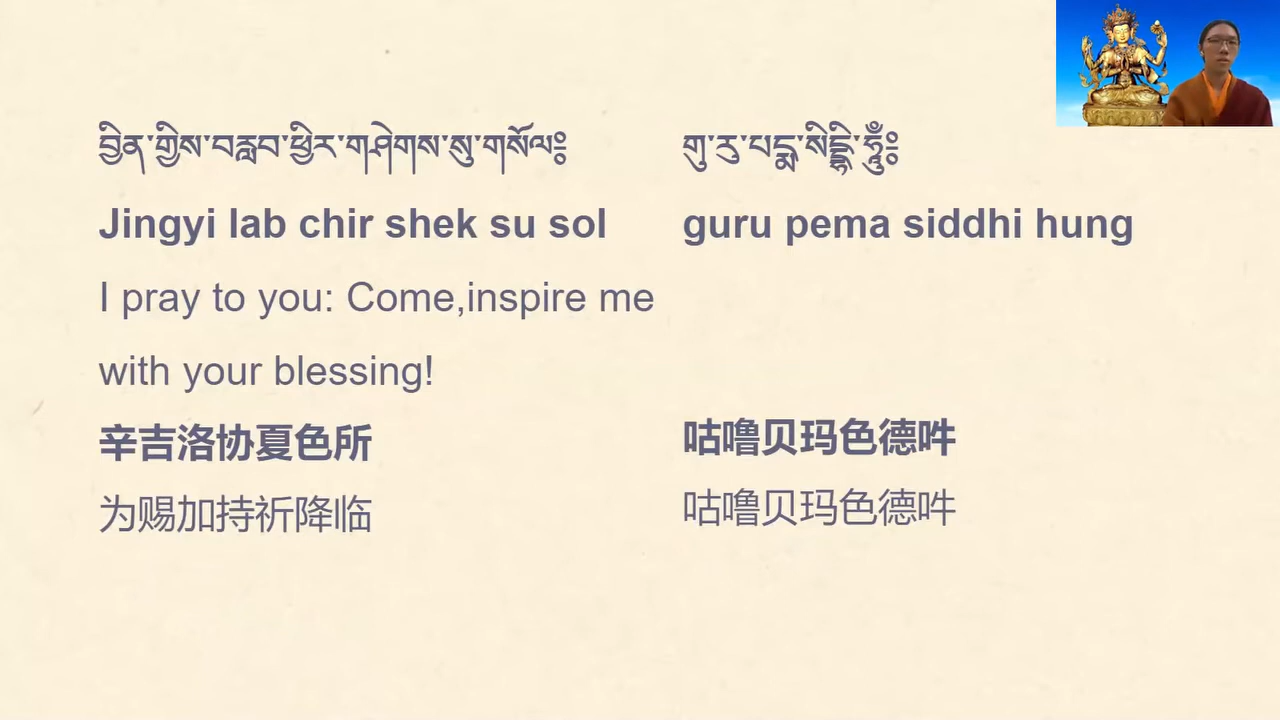 བྱིན་གྱིས་བརླབ་ཕྱིར་གཤེགས་སུ་གསོལ༔
Jingyi lab chir shek su sol
I pray to you: Come,inspire me
with your blessing!
辛吉洛协夏色所
为赐加持祈降临
གུ་རུ་པདྨ་སིདྡྷི་ཧཱུྃ༔
guru pema siddhi hung
咕噜贝玛色德吽
咕噜贝玛色德吽